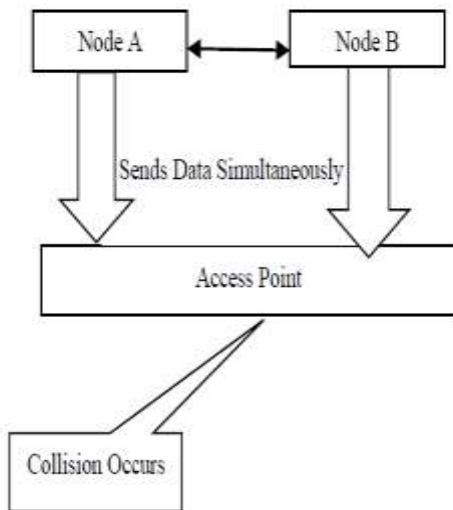 Node A
Node B
Sends Data Simultaneously
Access Point
Collision Occurs